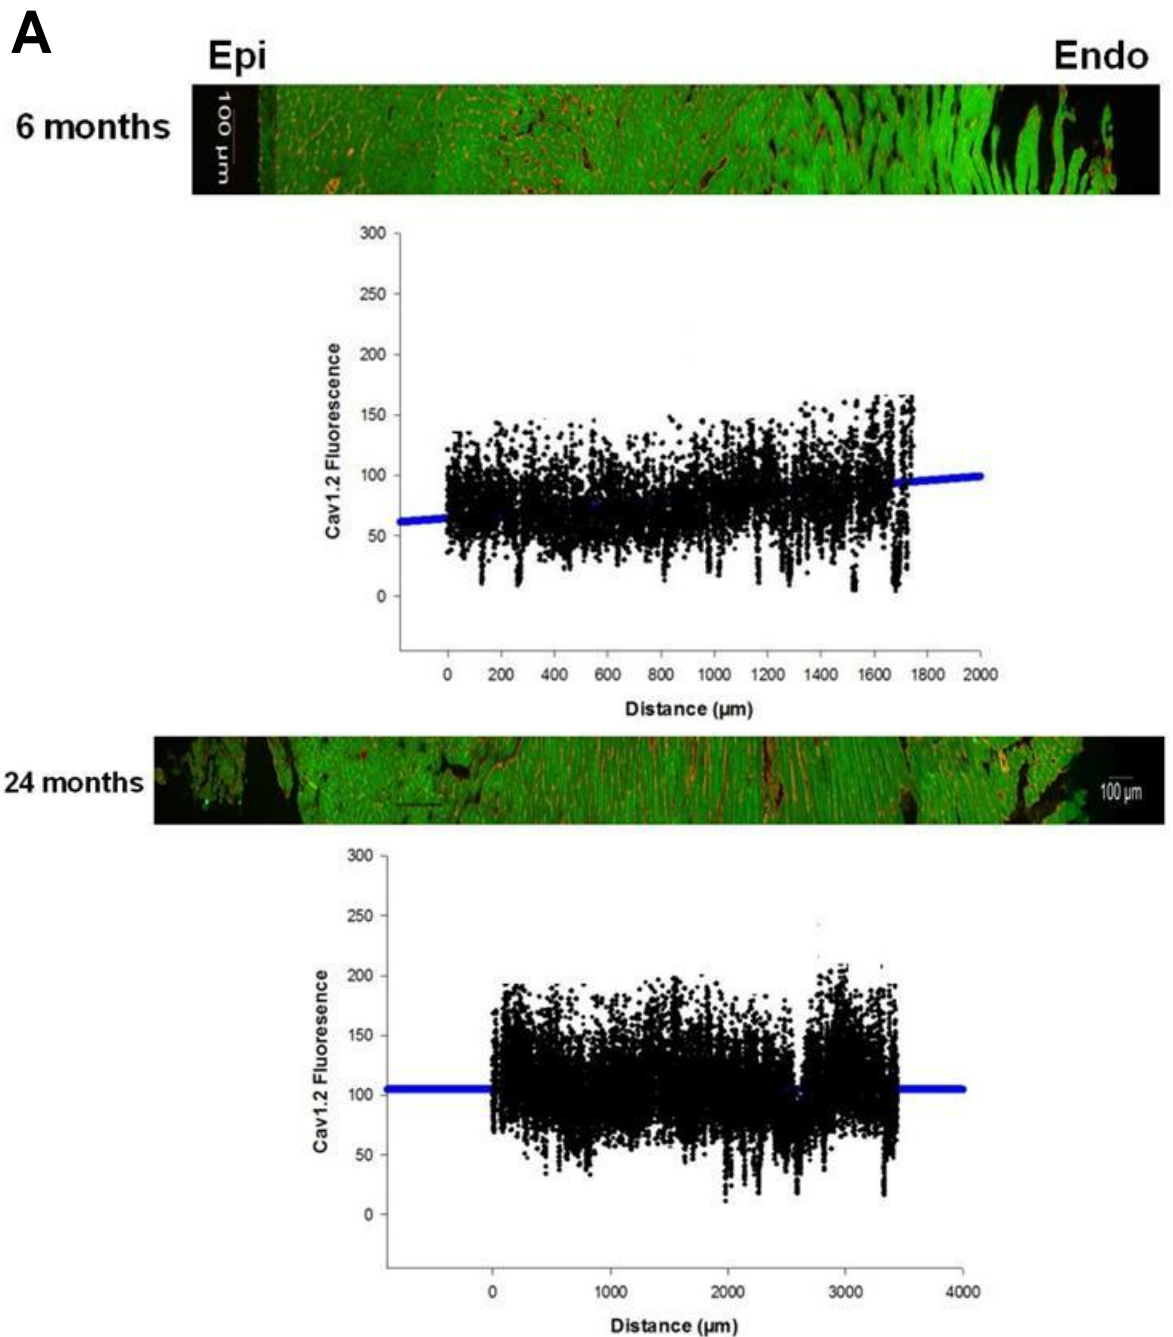 A
Epi
Endo
6 months
100 µm
300
250
200
150
100
50
0
Cav1.2 Fluorescence
0 200 400 600 800 1000 1200 1400 1600 1800 2000
Distance (µm)
24 months
100 µm
300
250
200
150
100
50
0
Cav1.2 Fluoresence
0 1000 2000 3000 4000
Distance (µm)